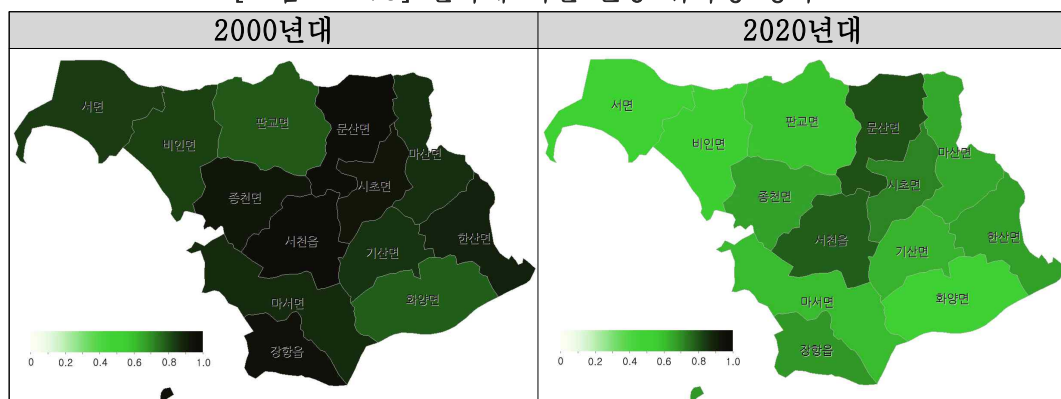 2000년대
2020년대
서면
비인면
판교면
문산면
마산면
시초면
종천면
서천읍
기산면
한산면
화양면
마서면
장항읍
0 0.2 0.4 0.6 0.8 1.0
서면
비인면
판교면
문산면
마산면
시초면
종천면
서천읍
기산면
한산면
화양면
마서면
장항읍
0 0.2 0.4 0.6 0.8 1.0